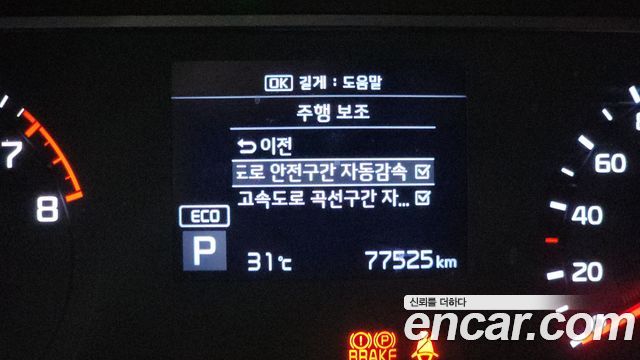 OK 길게 : 도움말
주행 보조
이전
도로 안전구간 자동감속
고속도로 곡선구간 자...
ECO
P 31℃ 77525 km
7
8
60
40
20
신뢰를 더하다
encar.com
P
BRAKE